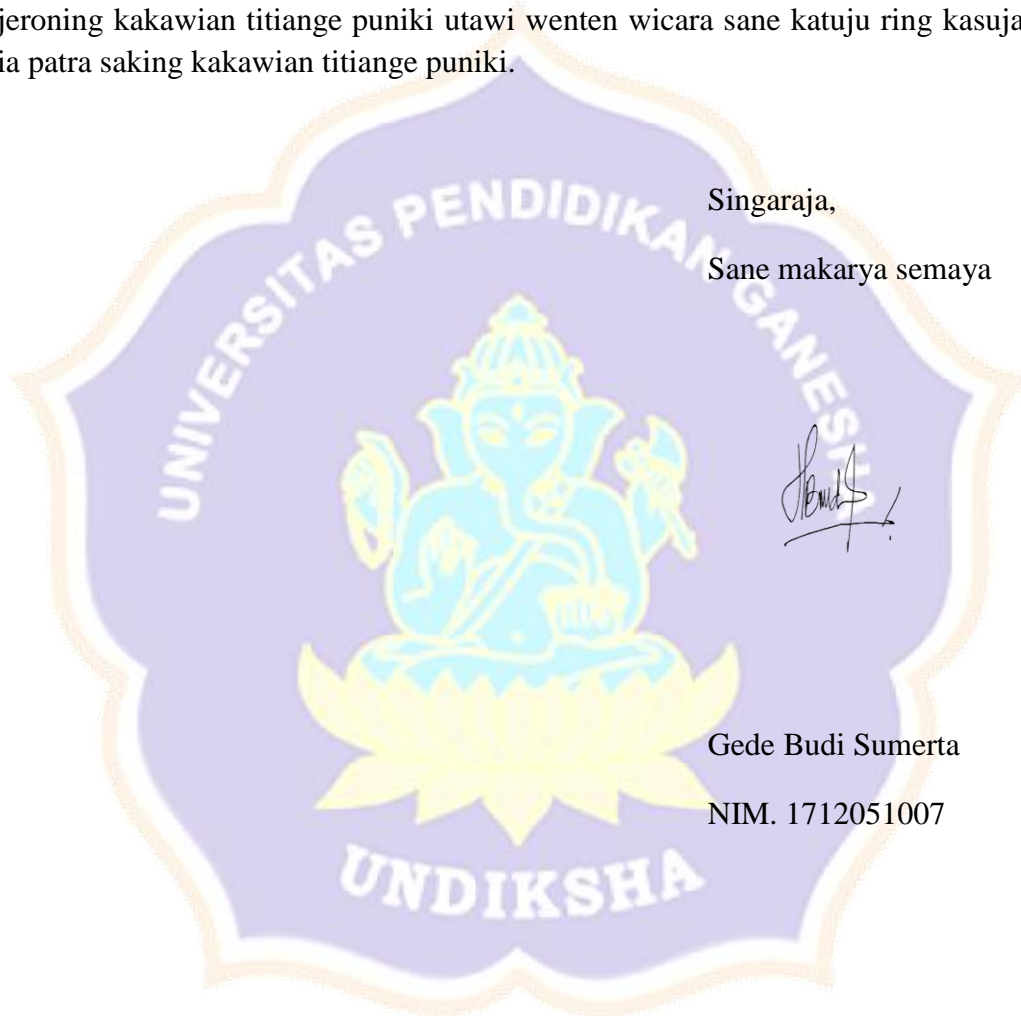 jeroning kakawian titiange puniki utawi wenten wicara sane katuju ring kasuja
ia patra saking kakawian titiange puniki.
Singaraja,
Sane makarya semaya
UNIVERSITAS PENDIDIKAN GANESHA
Gede Budi Sumerta
NIM. 1712051007
UNDIKSHA